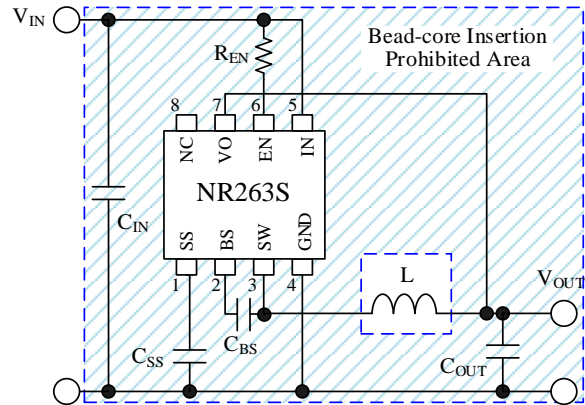 V_IN
Bead-core Insertion
Prohibited Area
R_EN
8 7 6 5
NC VO EN IN
NR263S
C_IN
SS BS SW GND
1 2 3 4
L
V_OUT
C_BS
C_SS
C_OUT